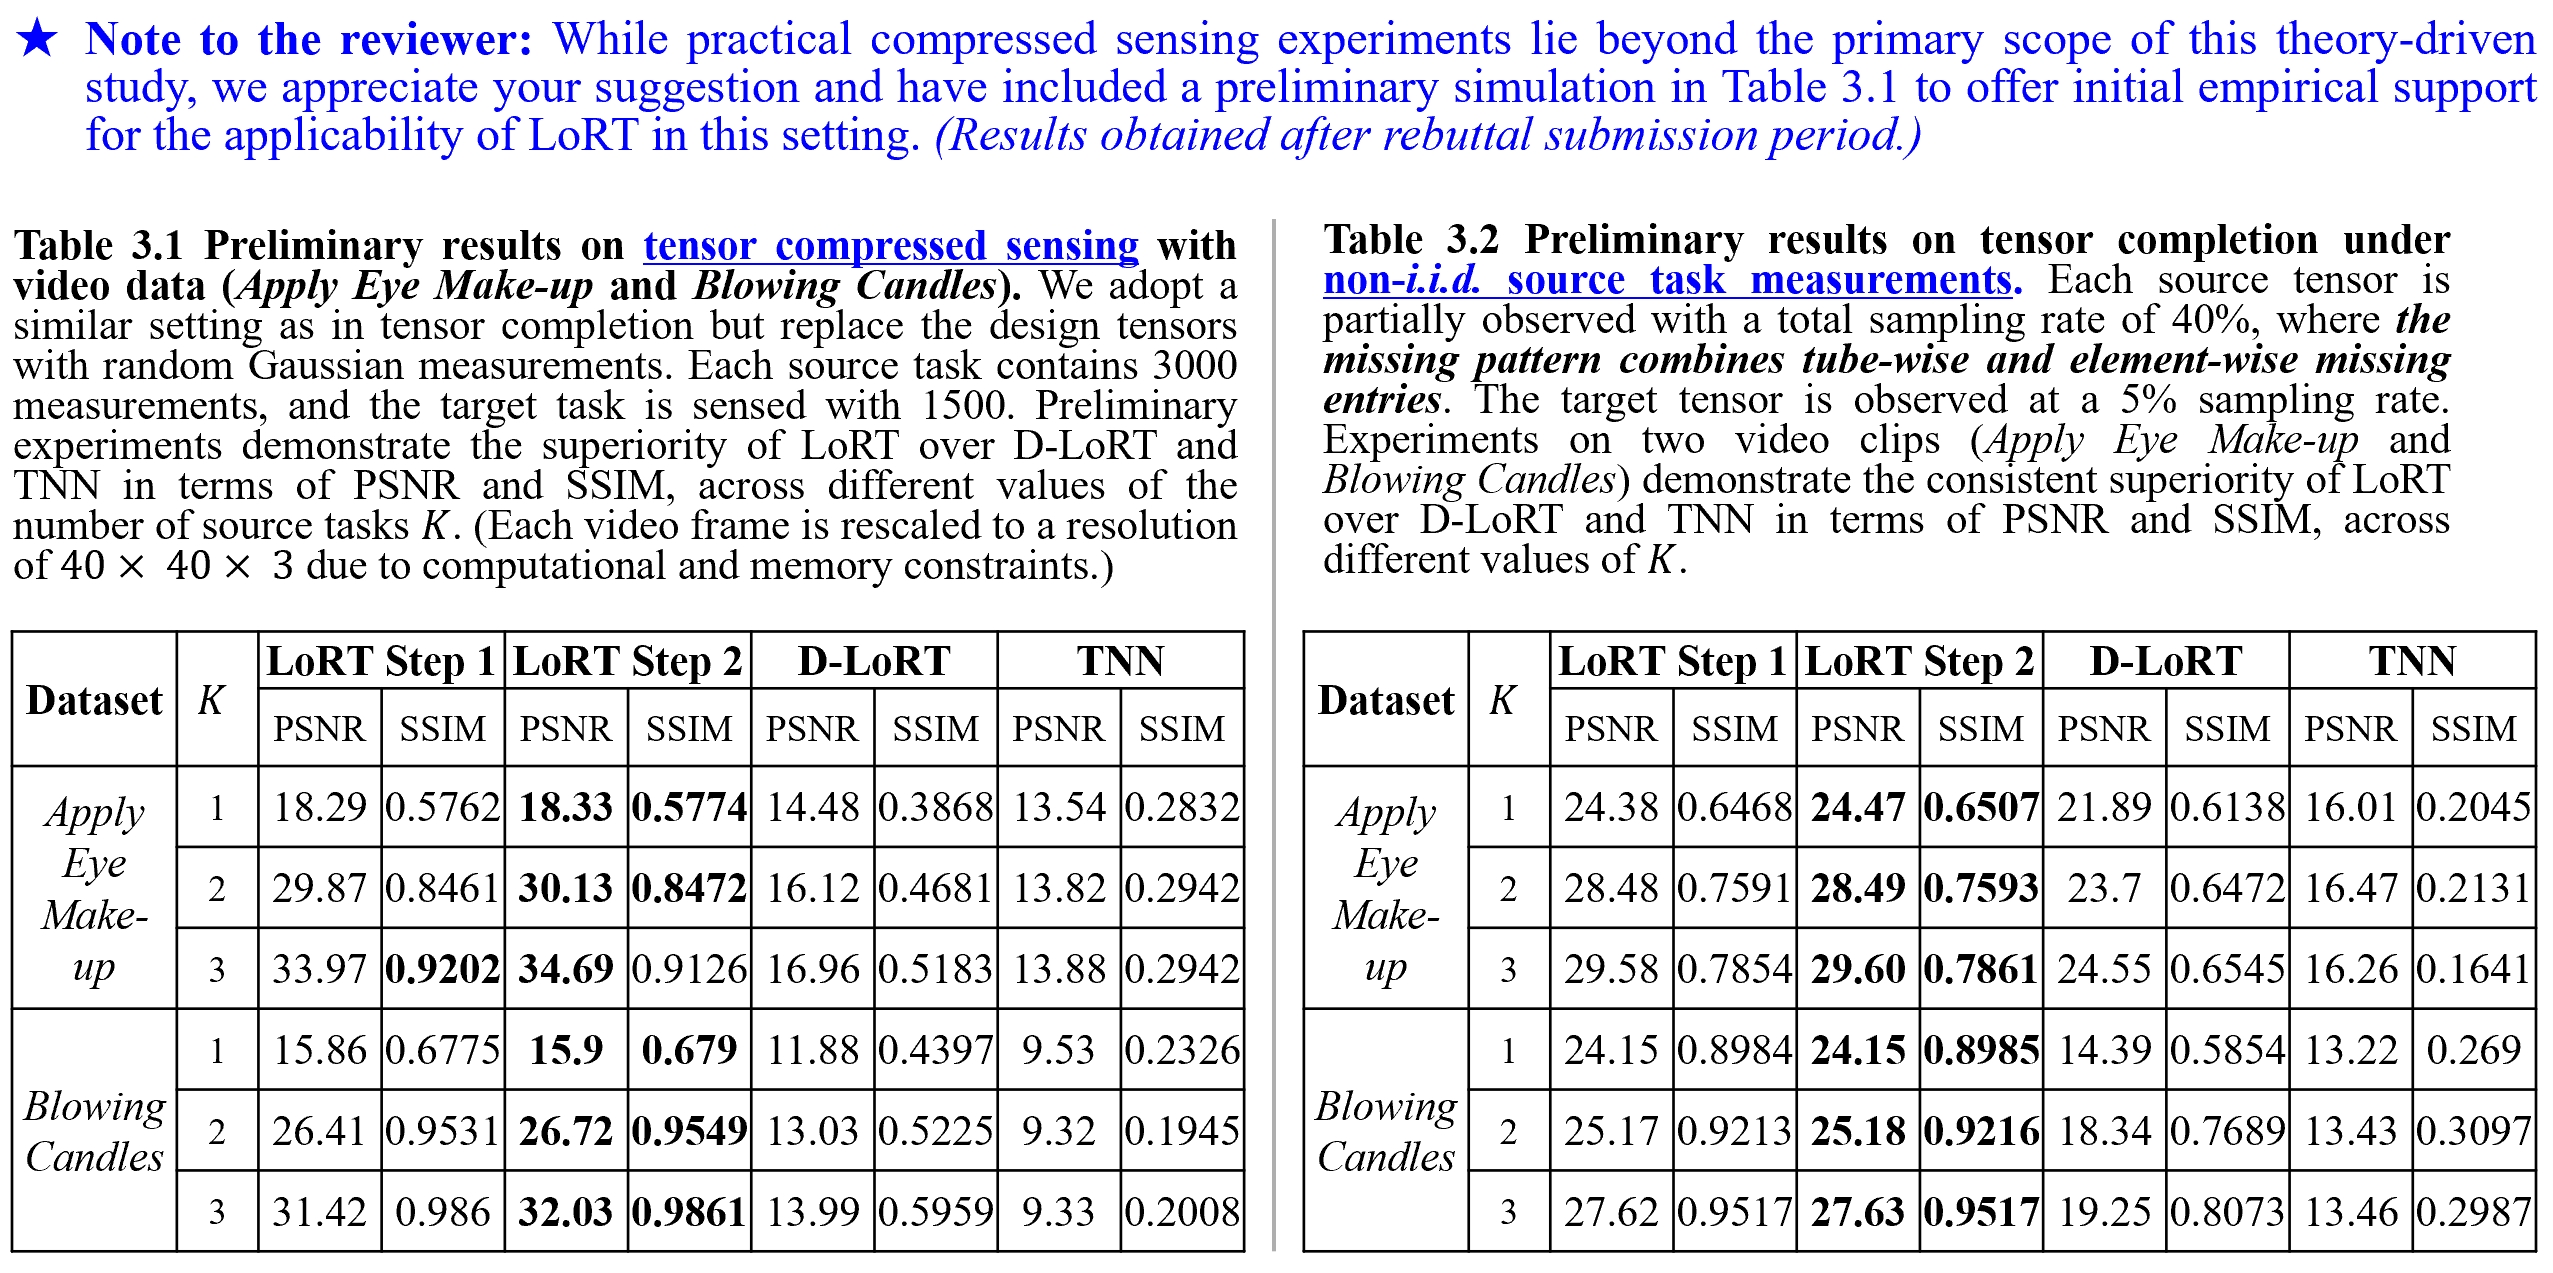 ★ Note to the reviewer: While practical compressed sensing experiments lie beyond the primary scope of this theory-driven
study, we appreciate your suggestion and have included a preliminary simulation in Table 3.1 to offer initial empirical support
for the applicability of LoRT in this setting. (Results obtained after rebuttal submission period.)
Table 3.1 Preliminary results on tensor compressed sensing with
video data (Apply Eye Make-up and Blowing Candles). We adopt a
similar setting as in tensor completion but replace the design tensors
with random Gaussian measurements. Each source task contains 3000
measurements, and the target task is sensed with 1500. Preliminary
experiments demonstrate the superiority of LoRT over D-LoRT and
TNN in terms of PSNR and SSIM, across different values of the
number of source tasks K. (Each video frame is rescaled to a resolution
of 40 × 40 × 3 due to computational and memory constraints.)
Dataset K LoRT Step 1 LoRT Step 2 D-LoRT TNN
PSNR SSIM PSNR SSIM PSNR SSIM PSNR SSIM
Apply
Eye
Make-
up
1 18.29 0.5762 18.33 0.5774 14.48 0.3868 13.54 0.2832
2 29.87 0.8461 30.13 0.8472 16.12 0.4681 13.82 0.2942
3 33.97 0.9202 34.69 0.9126 16.96 0.5183 13.88 0.2942
Blowing
Candles
1 15.86 0.6775 15.9 0.679 11.88 0.4397 9.53 0.2326
2 26.41 0.9531 26.72 0.9549 13.03 0.5225 9.32 0.1945
3 31.42 0.986 32.03 0.9861 13.99 0.5959 9.33 0.2008
Table 3.2 Preliminary results on tensor completion under
non-i.i.d. source task measurements. Each source tensor is
partially observed with a total sampling rate of 40%, where the
missing pattern combines tube-wise and element-wise missing
entries. The target tensor is observed at a 5% sampling rate.
Experiments on two video clips (Apply Eye Make-up and
Blowing Candles) demonstrate the consistent superiority of LoRT
over D-LoRT and TNN in terms of PSNR and SSIM, across
different values of K.
Dataset K LoRT Step 1 LoRT Step 2 D-LoRT TNN
PSNR SSIM PSNR SSIM PSNR SSIM PSNR SSIM
Apply
Eye
Make-
up
1 24.38 0.6468 24.47 0.6507 21.89 0.6138 16.01 0.2045
2 28.48 0.7591 28.49 0.7593 23.7 0.6472 16.47 0.2131
3 29.58 0.7854 29.60 0.7861 24.55 0.6545 16.26 0.1641
Blowing
Candles
1 24.15 0.8984 24.15 0.8985 14.39 0.5854 13.22 0.269
2 25.17 0.9213 25.18 0.9216 18.34 0.7689 13.43 0.3097
3 27.62 0.9517 27.63 0.9517 19.25 0.8073 13.46 0.2987